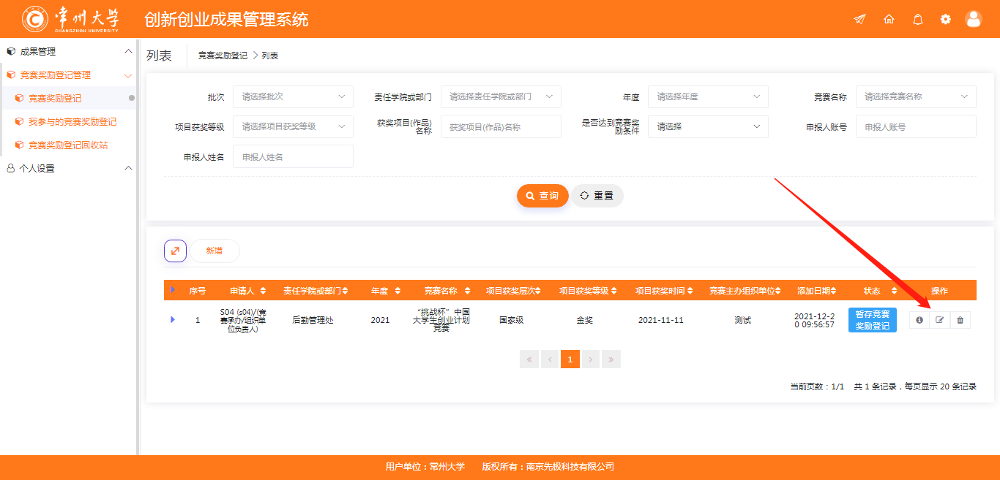 常州大学
CHANGZHOU UNIVERSITY
创新创业成果管理系统
成果管理
竞赛奖励登记管理
竞赛奖励登记
我参与的竞赛奖励登记
竞赛奖励登记回收站
个人设置
列表 竞赛奖励登记 > 列表
批次 请选择批次 责任学院或部门 请选择责任学院或部门 年度 请选择年度 竞赛名称 请选择竞赛名称
项目获奖等级 请选择项目获奖等级 获奖项目(作品)名称 获奖项目(作品)名称 是否达到竞赛奖励条件 请选择 申报人账号 申报人账号
申报人姓名 申报人姓名
查询 重置
新增
序号 申请人 责任学院或部门 年度 竞赛名称 项目获奖层次 项目获奖等级 项目获奖时间 竞赛主办组织单位 添加日期 状态 操作
1 S04 (s04)/(竞赛承办/组织单位负责人) 后勤管理处 2021 “挑战杯”中国大学生创业计划竞赛 国家级 金奖 2021-11-11 测试 2021-12-20 09:56:57 暂存竞赛奖励登记
« ‹ 1 › »
当前页数：1/1 共 1 条记录，每页显示 20 条记录
用户单位：常州大学 版权所有：南京先极科技有限公司